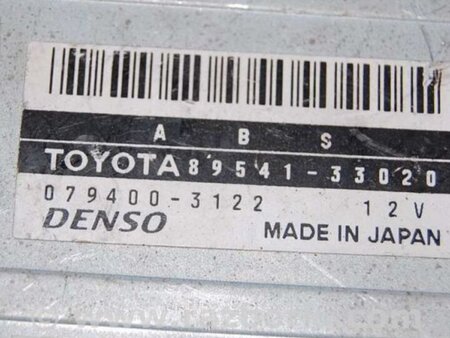 A B S
TOYOTA 89541-33020
079400-3122 12V
DENSO MADE IN JAPAN